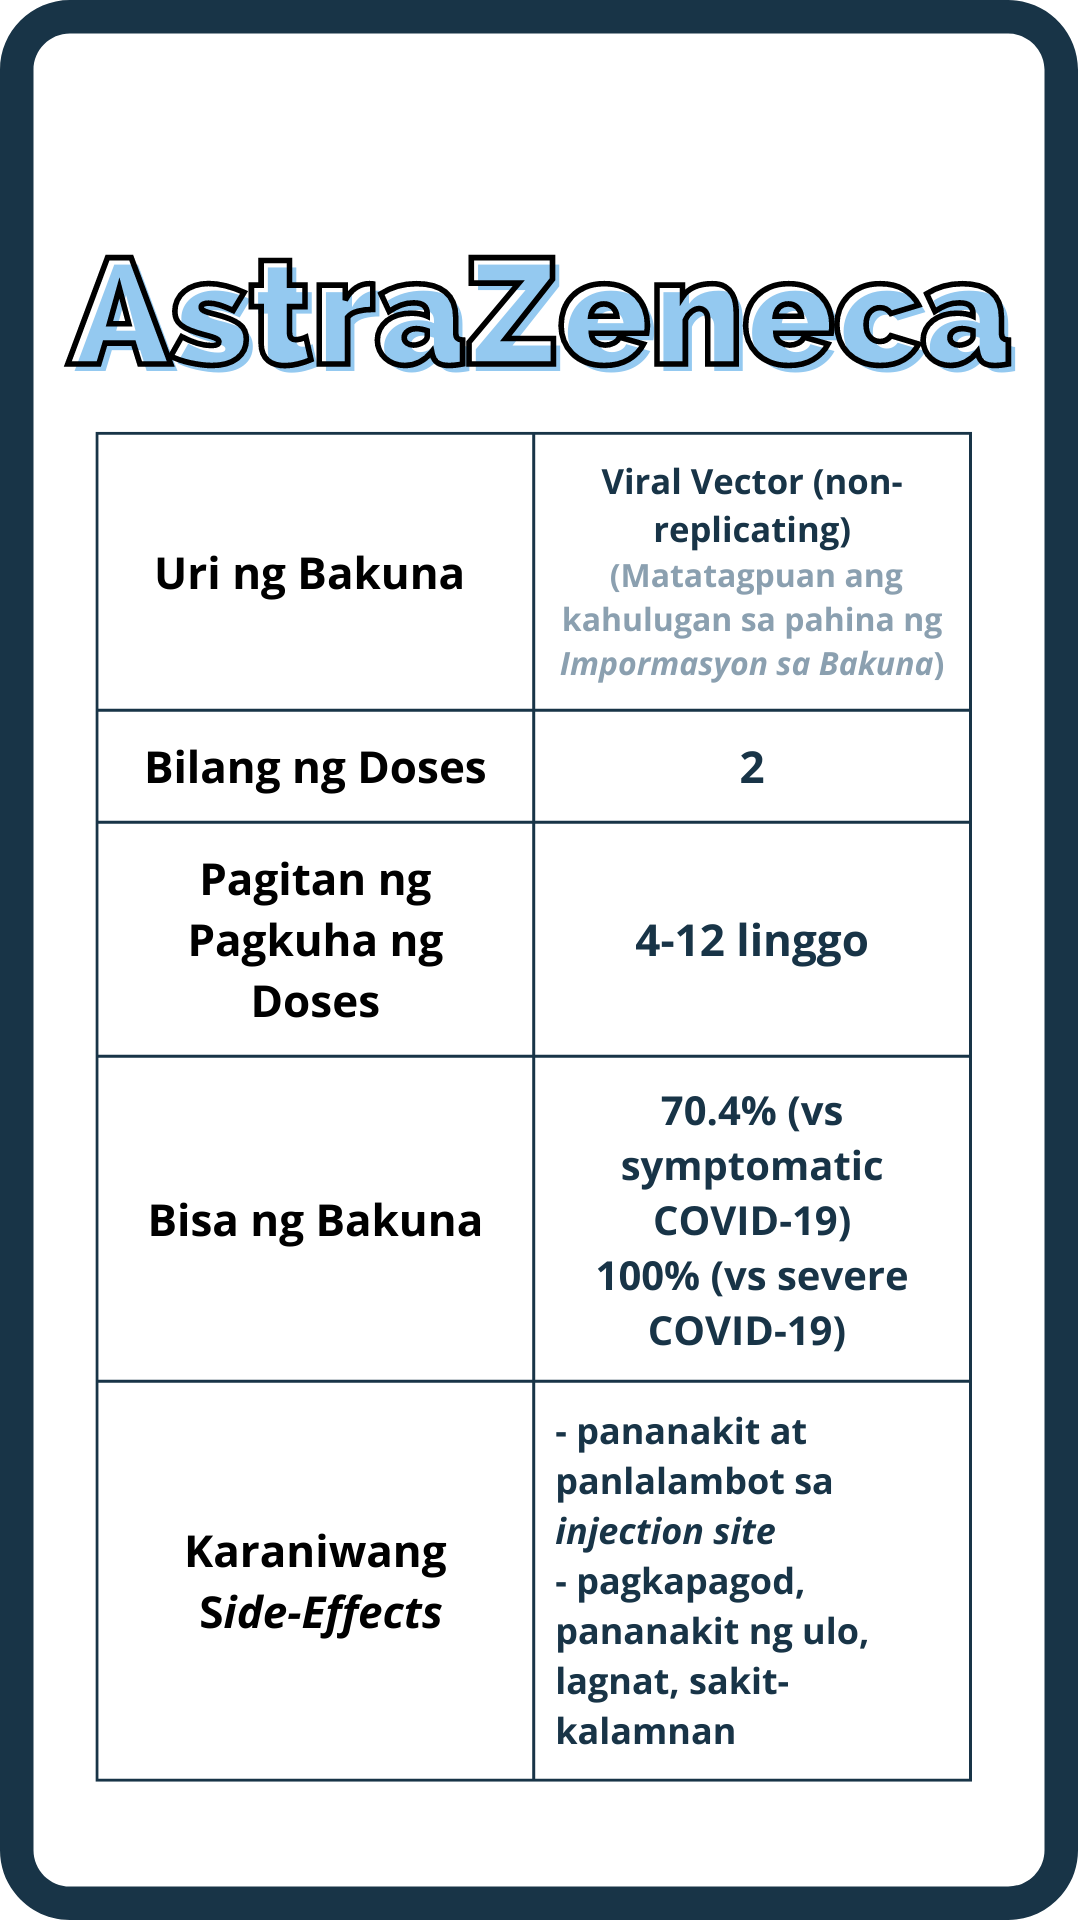 AstraZeneca
Uri ng Bakuna
Viral Vector (non-
replicating)
(Matatagpuan ang
kahulugan sa pahina ng
Impormasyon sa Bakuna)
Bilang ng Doses
2
Pagitan ng
Pagkuha ng
Doses
4-12 linggo
Bisa ng Bakuna
70.4% (vs
symptomatic
COVID-19)
100% (vs severe
COVID-19)
Karaniwang
Side-Effects
- pananakit at
panlalambot sa
injection site
- pagkapagod,
pananakit ng ulo,
lagnat, sakit-
kalamnan